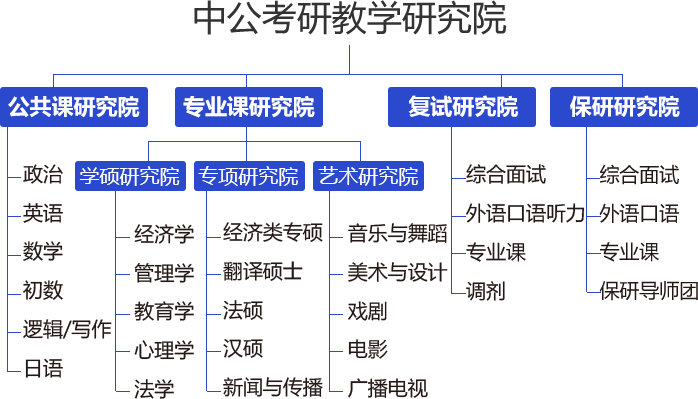 中公考研教学研究院
公共课研究院
专业课研究院
复试研究院
保研研究院
政治
英语
数学
初数
逻辑/写作
日语
学硕研究院
专项研究院
艺术研究院
经济学
管理学
教育学
心理学
法学
经济类专硕
翻译硕士
法硕
汉硕
新闻与传播
音乐与舞蹈
美术与设计
戏剧
电影
广播电视
综合面试
外语口语听力
专业课
调剂
综合面试
外语口语
专业课
保研导师团